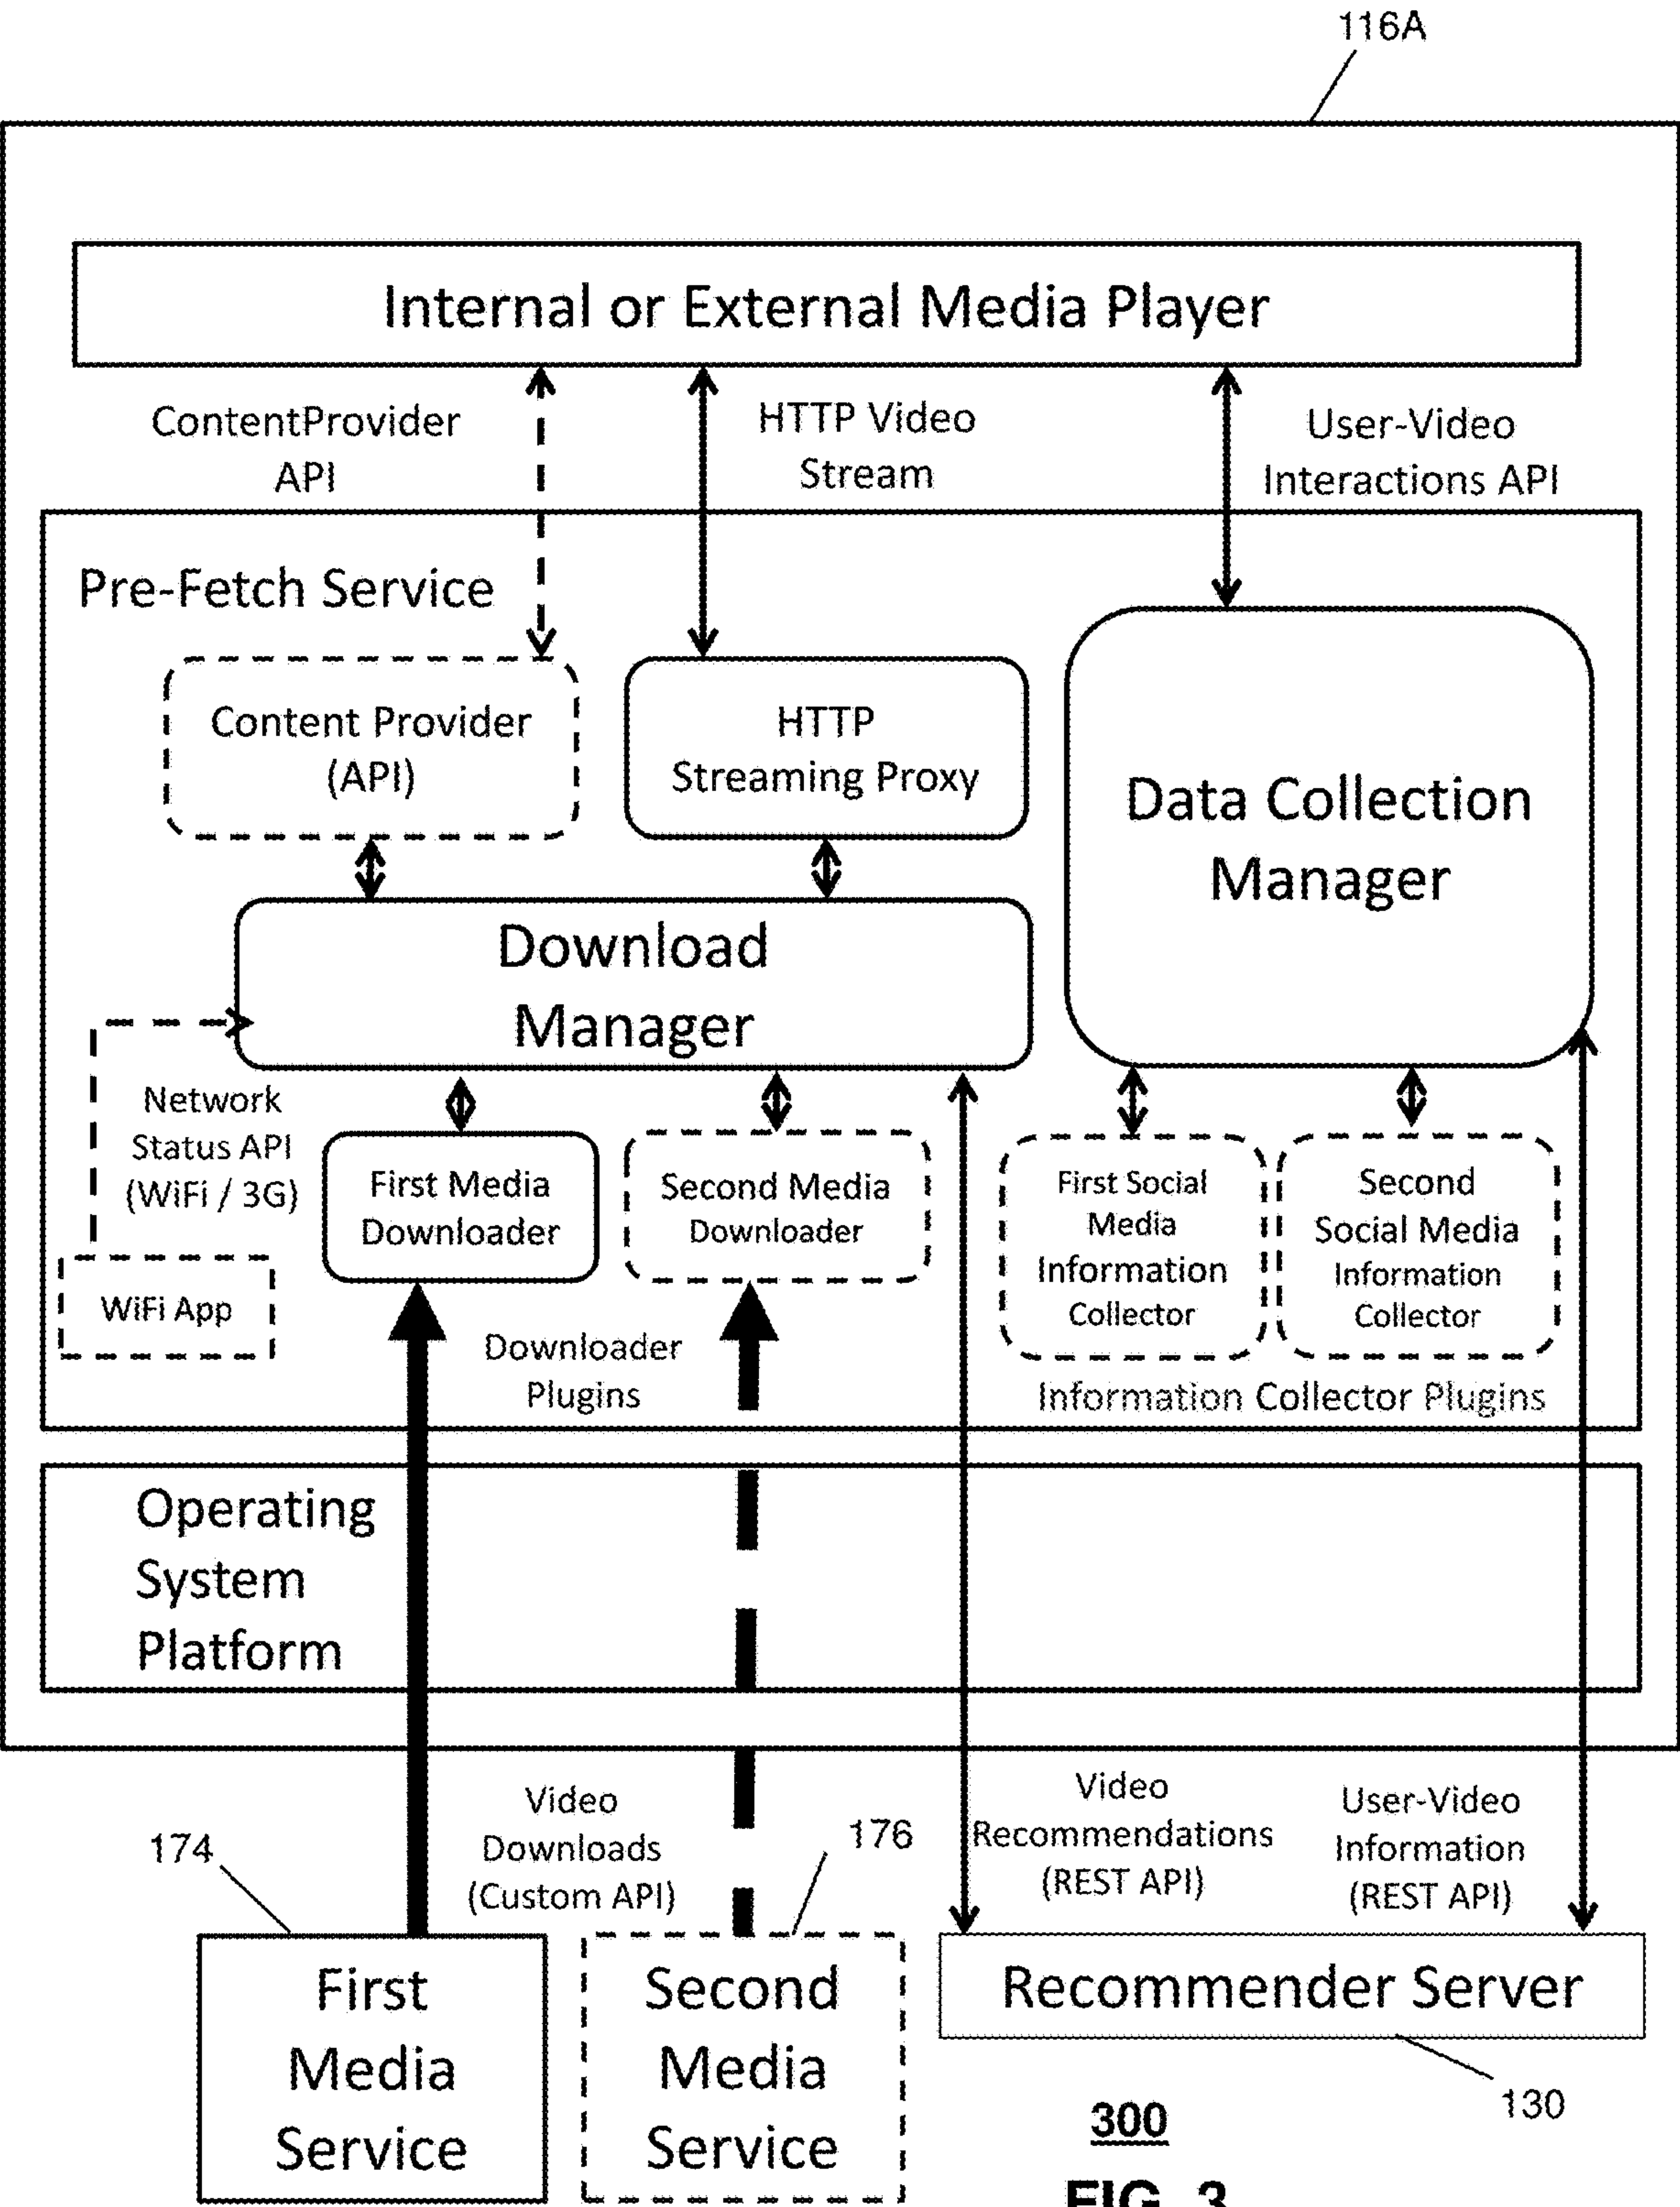 116A
Internal or External Media Player
ContentProvider
API
HTTP Video
Stream
User-Video
Interactions API
Pre-Fetch Service
Content Provider
(API)
HTTP
Streaming Proxy
Data Collection
Manager
Download
Manager
Network
Status API
(WiFi / 3G)
WiFi App
First Media
Downloader
Second Media
Downloader
First Social
Media
Information
Collector
Second
Social Media
Information
Collector
Downloader
Plugins
Information Collector Plugins
Operating
System
Platform
174
Video
Downloads
(Custom API)
176
Video
Recommendations
(REST API)
User-Video
Information
(REST API)
First
Media
Service
Second
Media
Service
Recommender Server
130
300
FIG. 3